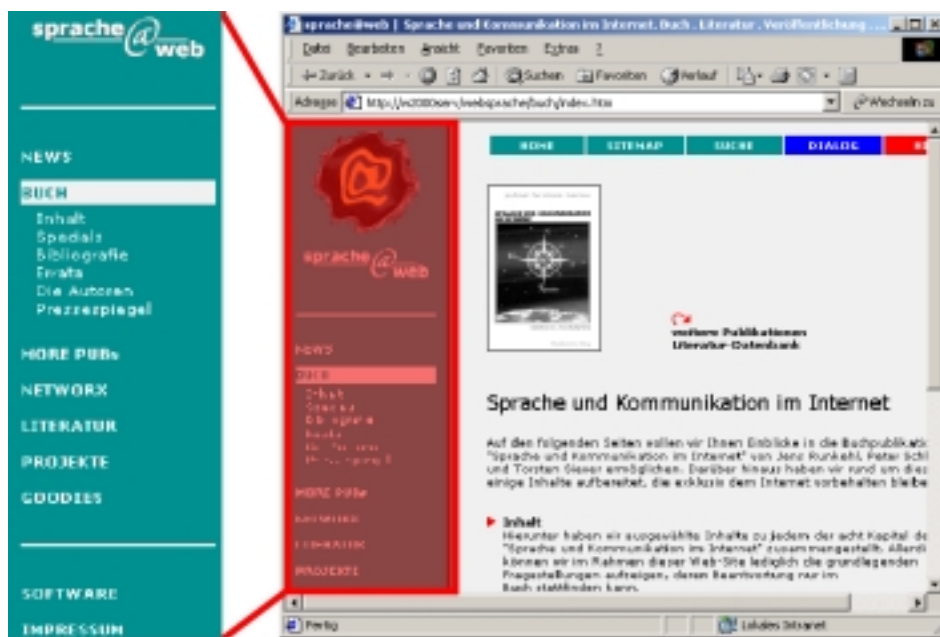 sprache@web
NEWS
BUCH
Inhalt
Specials
Bibliografie
Errata
Die Autoren
Pressespiegel
MORE PUBs
NETWORX
LITERATUR
PROJEKTE
GOODIES
SOFTWARE
IMPRESSUM
sprache@web | Sprache und Kommunikation im Internet. Buch . Literatur . Veröffentlichung ...
Datei Bearbeiten Ansicht Favoriten Extras ?
Zurück Suchen Favoriten Verlauf
Adresse Wechseln zu
HOME SITEMAP SUCHE DIALOG
sprache@web
NEWS
BUCH
Inhalt
MORE PUBs
NETWORX
LITERATUR
PROJEKTE
weitere Publikationen
Literatur-Datenbank
Sprache und Kommunikation im Internet
Auf den folgenden Seiten wollen wir Ihnen Einblicke in die Buchpublikatio
"Sprache und Kommunikation im Internet" von Jens Runkehl, Peter Schl
und Torsten Siever ermöglichen. Darüber hinaus haben wir rund um dies
einige Inhalte aufbereitet, die exklusiv dem Internet vorbehalten bleibe
Inhalt
Hierunter haben wir ausgewählte Inhalte zu jedem der acht Kapitel de
"Sprache und Kommunikation im Internet" zusammengestellt. Allerdi
können wir im Rahmen dieser Web-Site lediglich die grundlegenden
Fragestellungen aufzeigen, deren Beantwortung nur im
Buch stattfinden kann.
Fertig Lokales Intranet